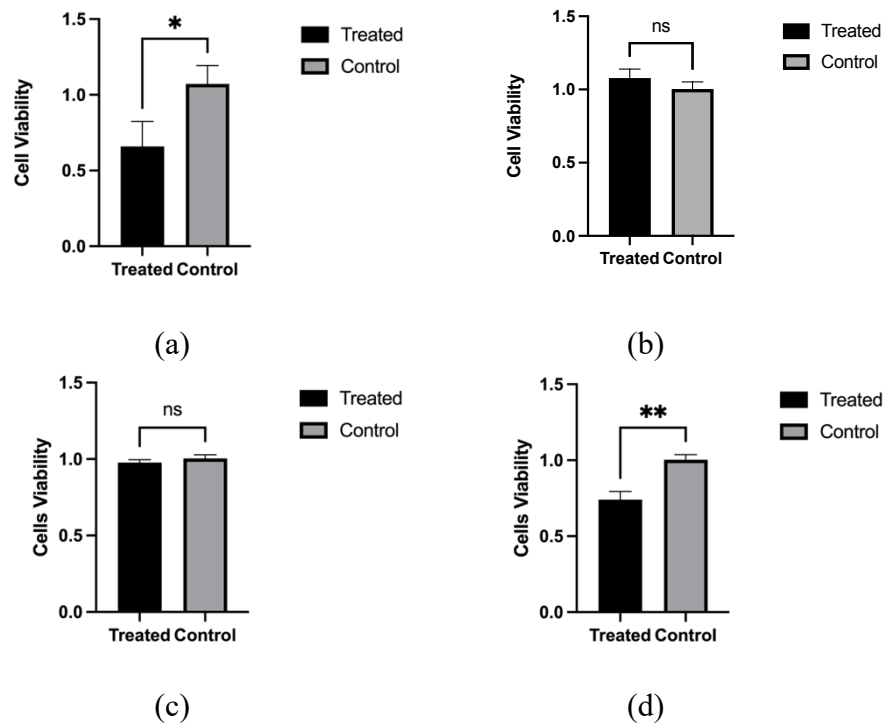 1.5
1.0
0.5
0.0
Cell Viability
*
Treated
Control
Treated Control
(a)
1.5
1.0
0.5
0.0
Cell Viability
ns
Treated
Control
Treated Control
(b)
1.5
1.0
0.5
0.0
Cells Viability
ns
Treated
Control
Treated Control
(c)
1.5
1.0
0.5
0.0
Cells Viability
**
Treated
Control
Treated Control
(d)